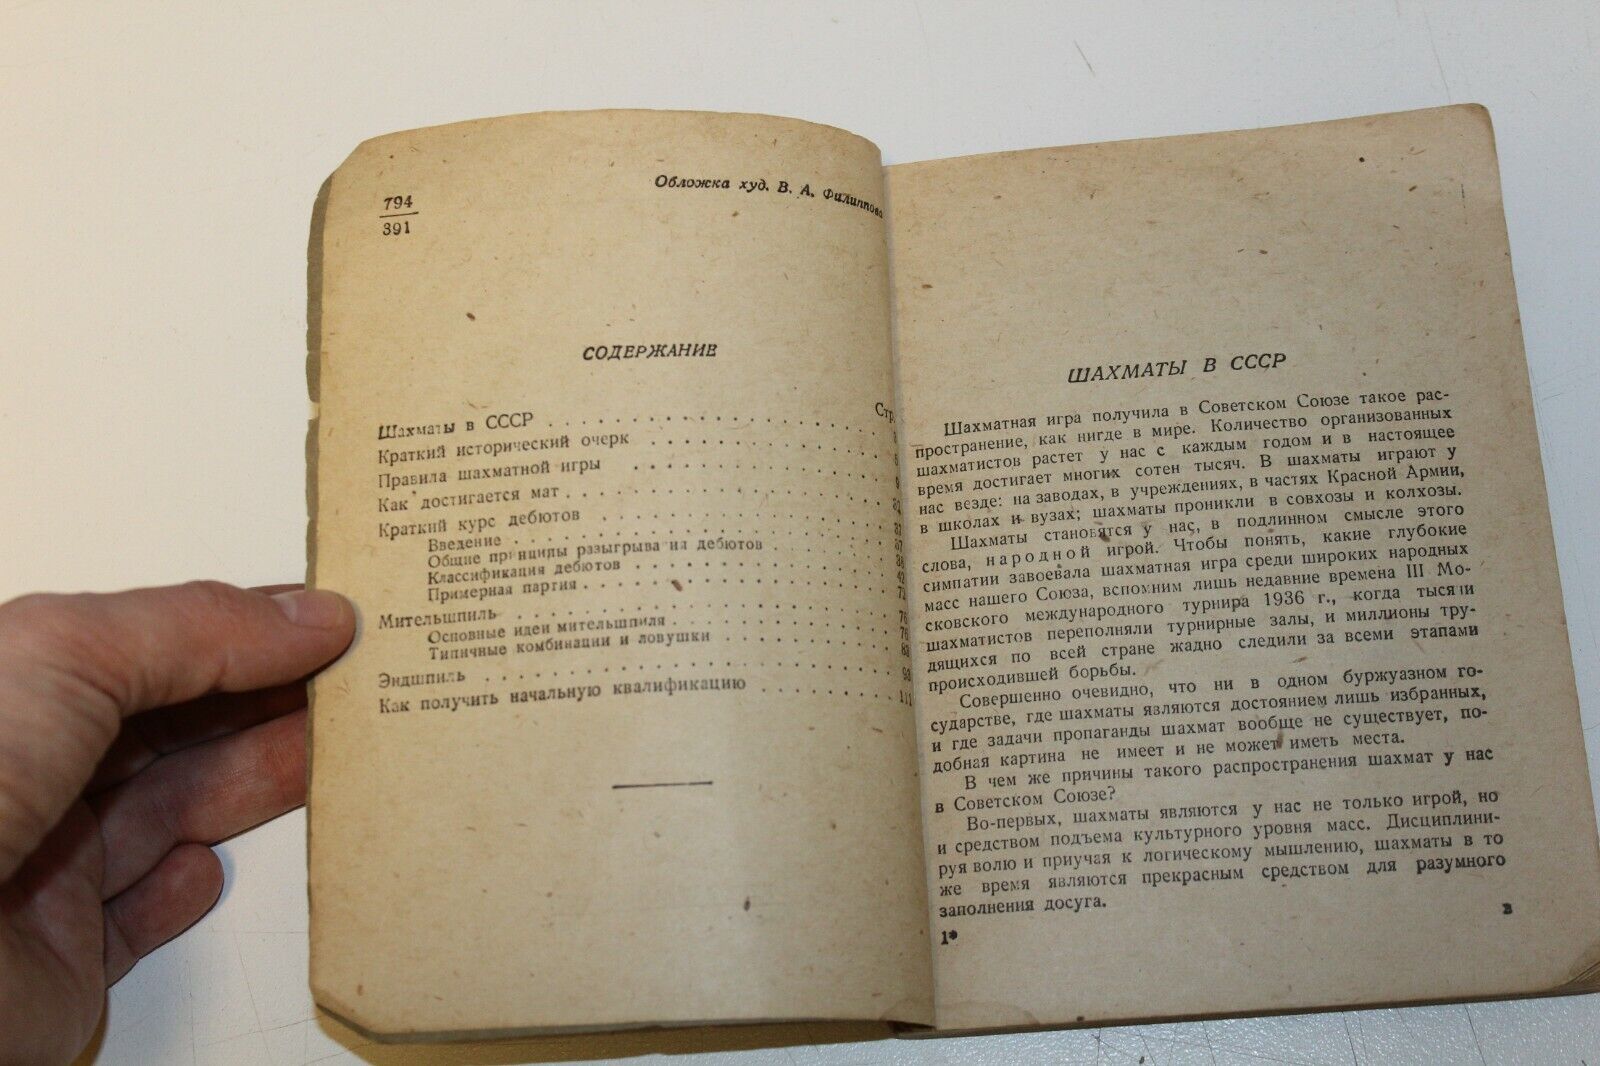 794
391
Обложка худ. В. А. Филиппова
СОДЕРЖАНИЕ
Стр.
Шахматы в СССР
Краткий исторический очерк 6
Правила шахматной игры 9
Как достигается мат
Краткий курс дебютов
Введение
Общие принципы разыгрывания дебютов
Классификация дебютов 42
Примерная партия 73
Мительшпиль 76
Основные идеи мительшпиля 76
Типичные комбинации и ловушки
Эндшпиль
Как получить начальную квалификацию 111
ШАХМАТЫ В СССР
Шахматная игра получила в Советском Союзе такое рас-
пространение, как нигде в мире. Количество организованных
шахматистов растет у нас с каждым годом и в настоящее
время достигает многих сотен тысяч. В шахматы играют у
нас везде: на заводах, в учреждениях, в частях Красной Армии,
в школах и вузах; шахматы проникли в совхозы и колхозы.
Шахматы становятся у нас, в подлинном смысле этого
слова, народной игрой. Чтобы понять, какие глубокие
симпатии завоевала шахматная игра среди широких народных
масс нашего Союза, вспомним лишь недавние времена III Мо-
сковского международного турнира 1936 г., когда тысячи
шахматистов переполняли турнирные залы, и миллионы тру-
дящихся по всей стране жадно следили за всеми этапами
происходившей борьбы.
Совершенно очевидно, что ни в одном буржуазном го-
сударстве, где шахматы являются достоянием лишь избранных,
и где задачи пропаганды шахмат вообще не существует, по-
добная картина не имеет и не может иметь места.
В чем же причины такого распространения шахмат у нас
в Советском Союзе?
Во-первых, шахматы являются у нас не только игрой, но
и средством подъема культурного уровня масс. Дисциплини-
руя волю и приучая к логическому мышлению, шахматы в то
же время являются прекрасным средством для разумного
заполнения досуга.
1*
3